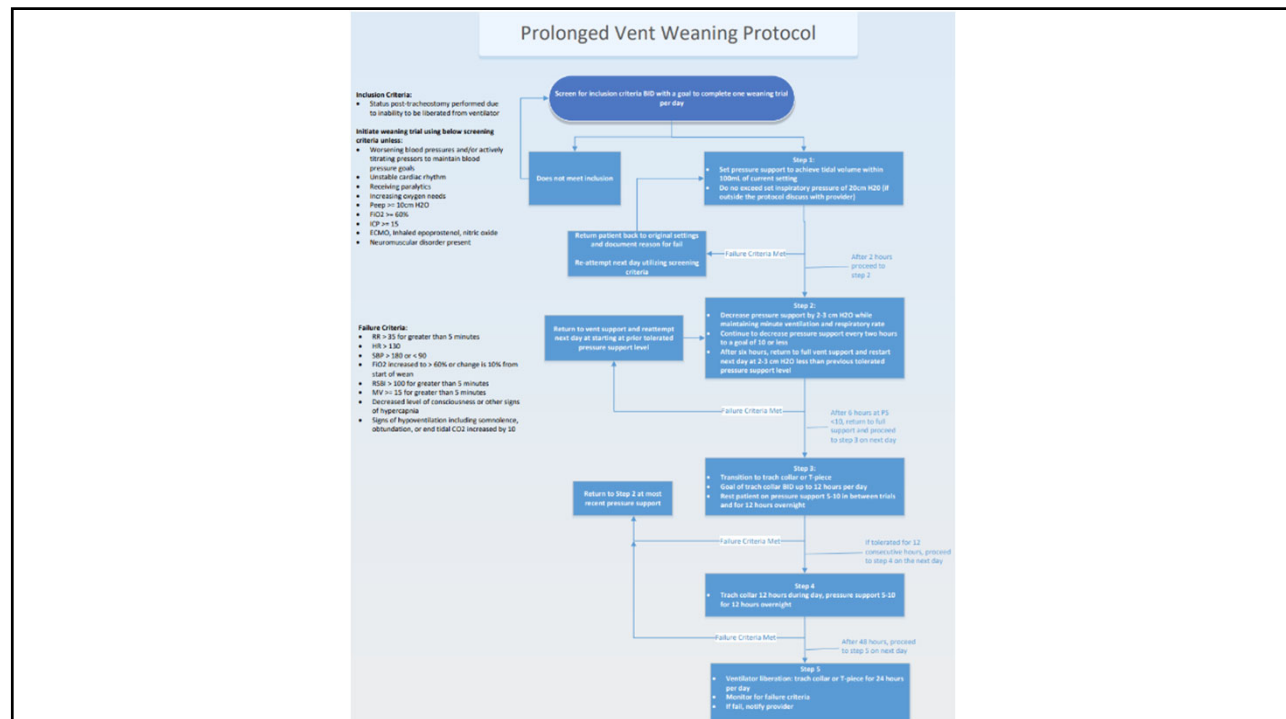 Prolonged Vent Weaning Protocol
Screen for inclusion criteria BID with a goal to complete one weaning trial
per day
Inclusion Criteria:
• Status post-tracheostomy performed due
to inability to be liberated from ventilator
Initiate weaning trial using below screening
criteria unless:
• Worsening blood pressures and/or actively
titrating pressors to maintain blood
pressure goals
• Unstable cardiac rhythm
• Receiving paralytics
• Increasing oxygen needs
• Peep >= 10cm H2O
• FiO2 >= 60%
• ICP >= 15
• ECMO, Inhaled epoprostenol, nitric oxide
• Neuromuscular disorder present
Does not meet inclusion
Step 1:
• Set pressure support to achieve tidal volume within
100mL of current setting
• Do no exceed set inspiratory pressure of 20cm H20 (if
outside the protocol discuss with provider)
Return patient back to original settings
and document reason for fail
Re-attempt next day utilizing screening
criteria
Failure Criteria Met
After 2 hours
proceed to
step 2
Failure Criteria:
• RR > 35 for greater than 5 minutes
• HR > 130
• SBP > 180 or < 90
• FiO2 increased to > 60% or change is 10% from
start of wean
• RSBI > 100 for greater than 5 minutes
• MV >= 15 for greater than 5 minutes
• Decreased level of consciousness or other signs
of hypercapnia
• Signs of hypoventilation including somnolence,
obtundation, or end tidal CO2 increased by 10
Return to vent support and reattempt
next day at starting at prior tolerated
pressure support level
Step 2:
• Decrease pressure support by 2-3 cm H2O while
maintaining minute ventilation and respiratory rate
• Continue to decrease pressure support every two hours
to a goal of 10 or less
• After six hours, return to full vent support and restart
next day at 2-3 cm H2O less than previous tolerated
pressure support level
Failure Criteria Met
After 6 hours at PS
<10, return to full
support and proceed
to step 3 on next day
Return to Step 2 at most
recent pressure support
Step 3:
• Transition to trach collar or T-piece
• Goal of trach collar BID up to 12 hours per day
• Rest patient on pressure support 5-10 in between trials
and for 12 hours overnight
Failure Criteria Met
If tolerated for 12
consecutive hours, proceed
to step 4 on the next day
Step 4
• Trach collar 12 hours during day, pressure support 5-10
for 12 hours overnight
Failure Criteria Met
After 48 hours, proceed
to step 5 on next day
Step 5
• Ventilator liberation: trach collar or T-piece for 24 hours
per day
• Monitor for failure criteria
• If fail, notify provider